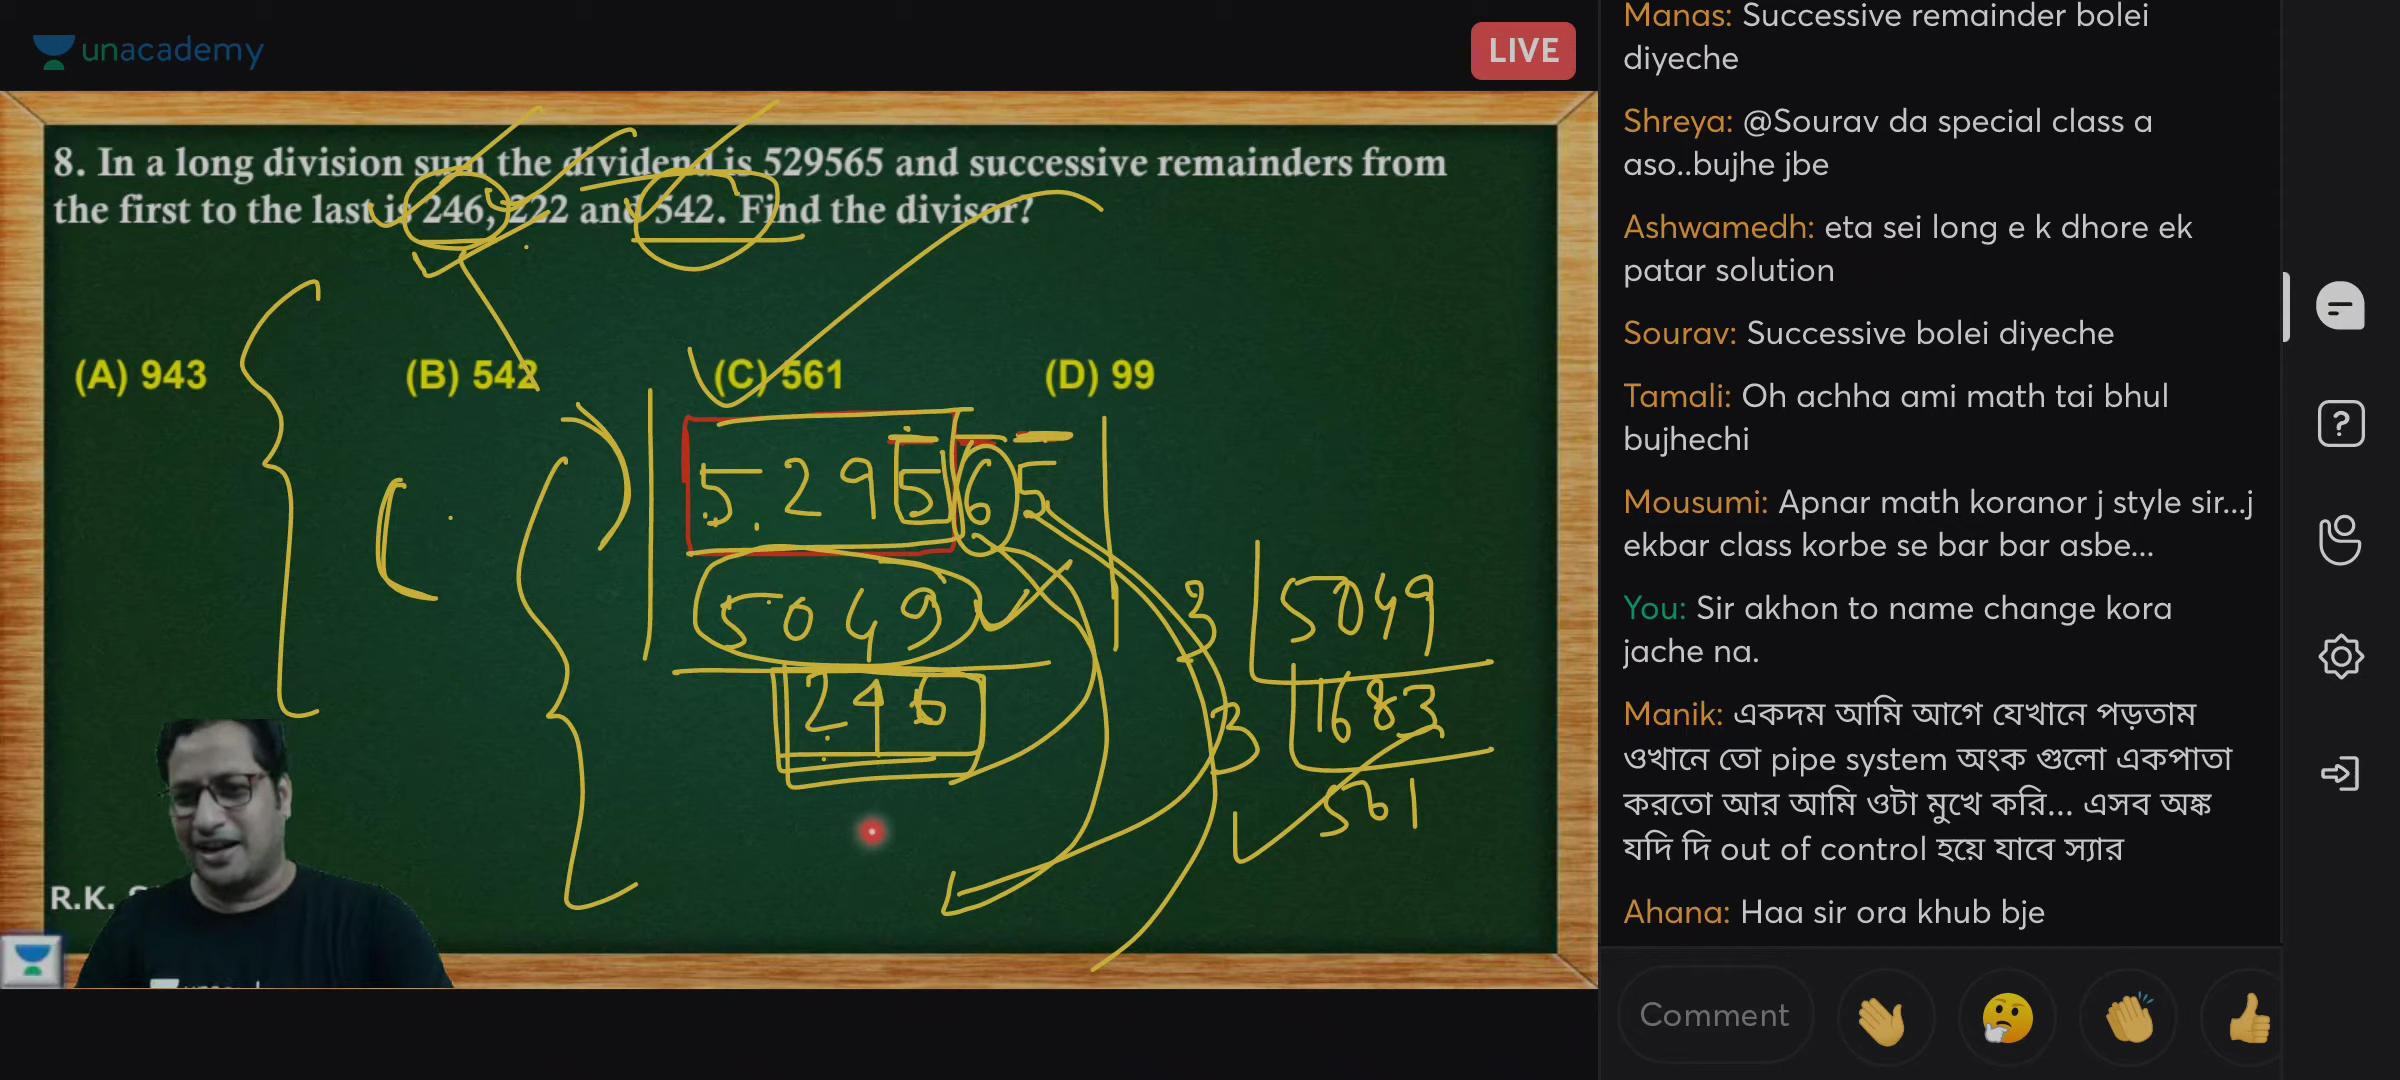 unacademy
LIVE
8. In a long division sum the dividend is 529565 and successive remainders from
the first to the last is 246, 222 and 542. Find the divisor?
(A) 943 (B) 542 (C) 561 (D) 99
529565
5049
246
3 5049
3 1683
561
R.K.
Manas: Successive remainder bolei
diyeche
Shreya: @Sourav da special class a
aso..bujhe jbe
Ashwamedh: eta sei long e k dhore ek
patar solution
Sourav: Successive bolei diyeche
Tamali: Oh achha ami math tai bhul
bujhechi
Mousumi: Apnar math koranor j style sir...j
ekbar class korbe se bar bar asbe...
You: Sir akhon to name change kora
jache na.
Manik: একদম আমি আগে যেখানে পড়তাম
ওখানে তো pipe system অংক গুলো একপাতা
করতো আর আমি ওটা মুখে করি... এসব অঙ্ক
যদি দি out of control হয়ে যাবে স্যার
Ahana: Haa sir ora khub bje
Comment